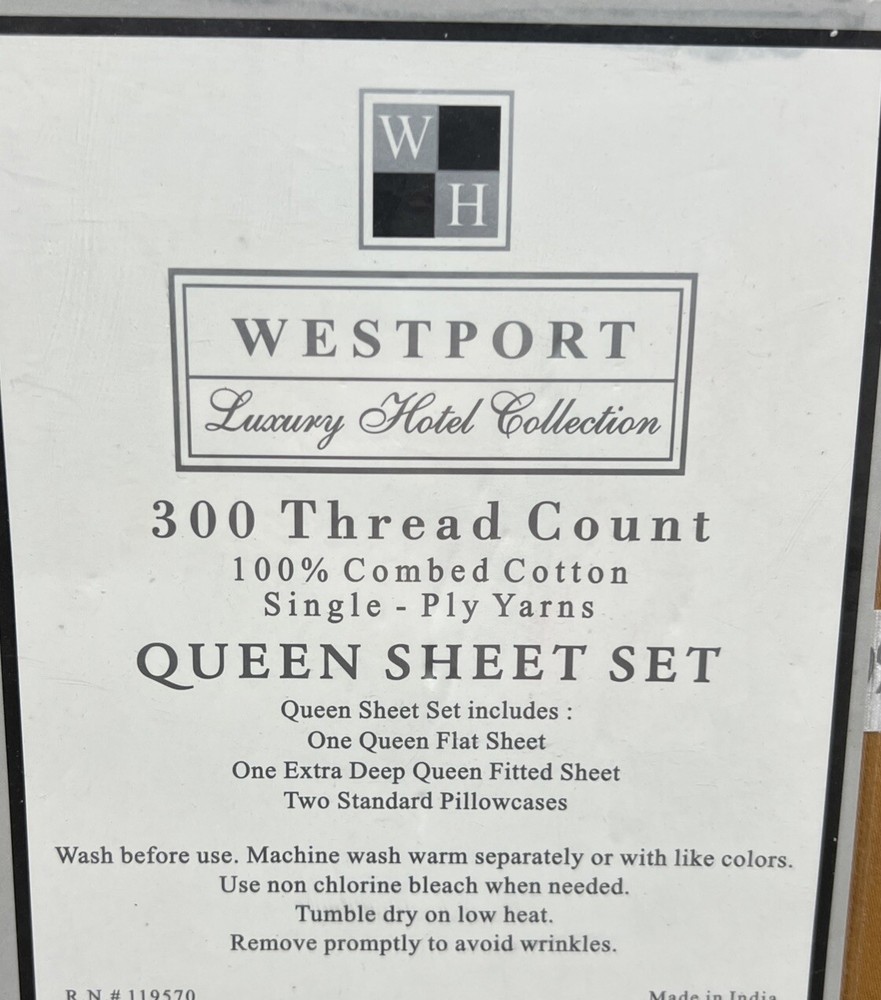 W
H
WESTPORT
Luxury Hotel Collection
300 Thread Count
100% Combed Cotton
Single - Ply Yarns
QUEEN SHEET SET
Queen Sheet Set includes :
One Queen Flat Sheet
One Extra Deep Queen Fitted Sheet
Two Standard Pillowcases
Wash before use. Machine wash warm separately or with like colors.
Use non chlorine bleach when needed.
Tumble dry on low heat.
Remove promptly to avoid wrinkles.
R N # 119570 Made in India